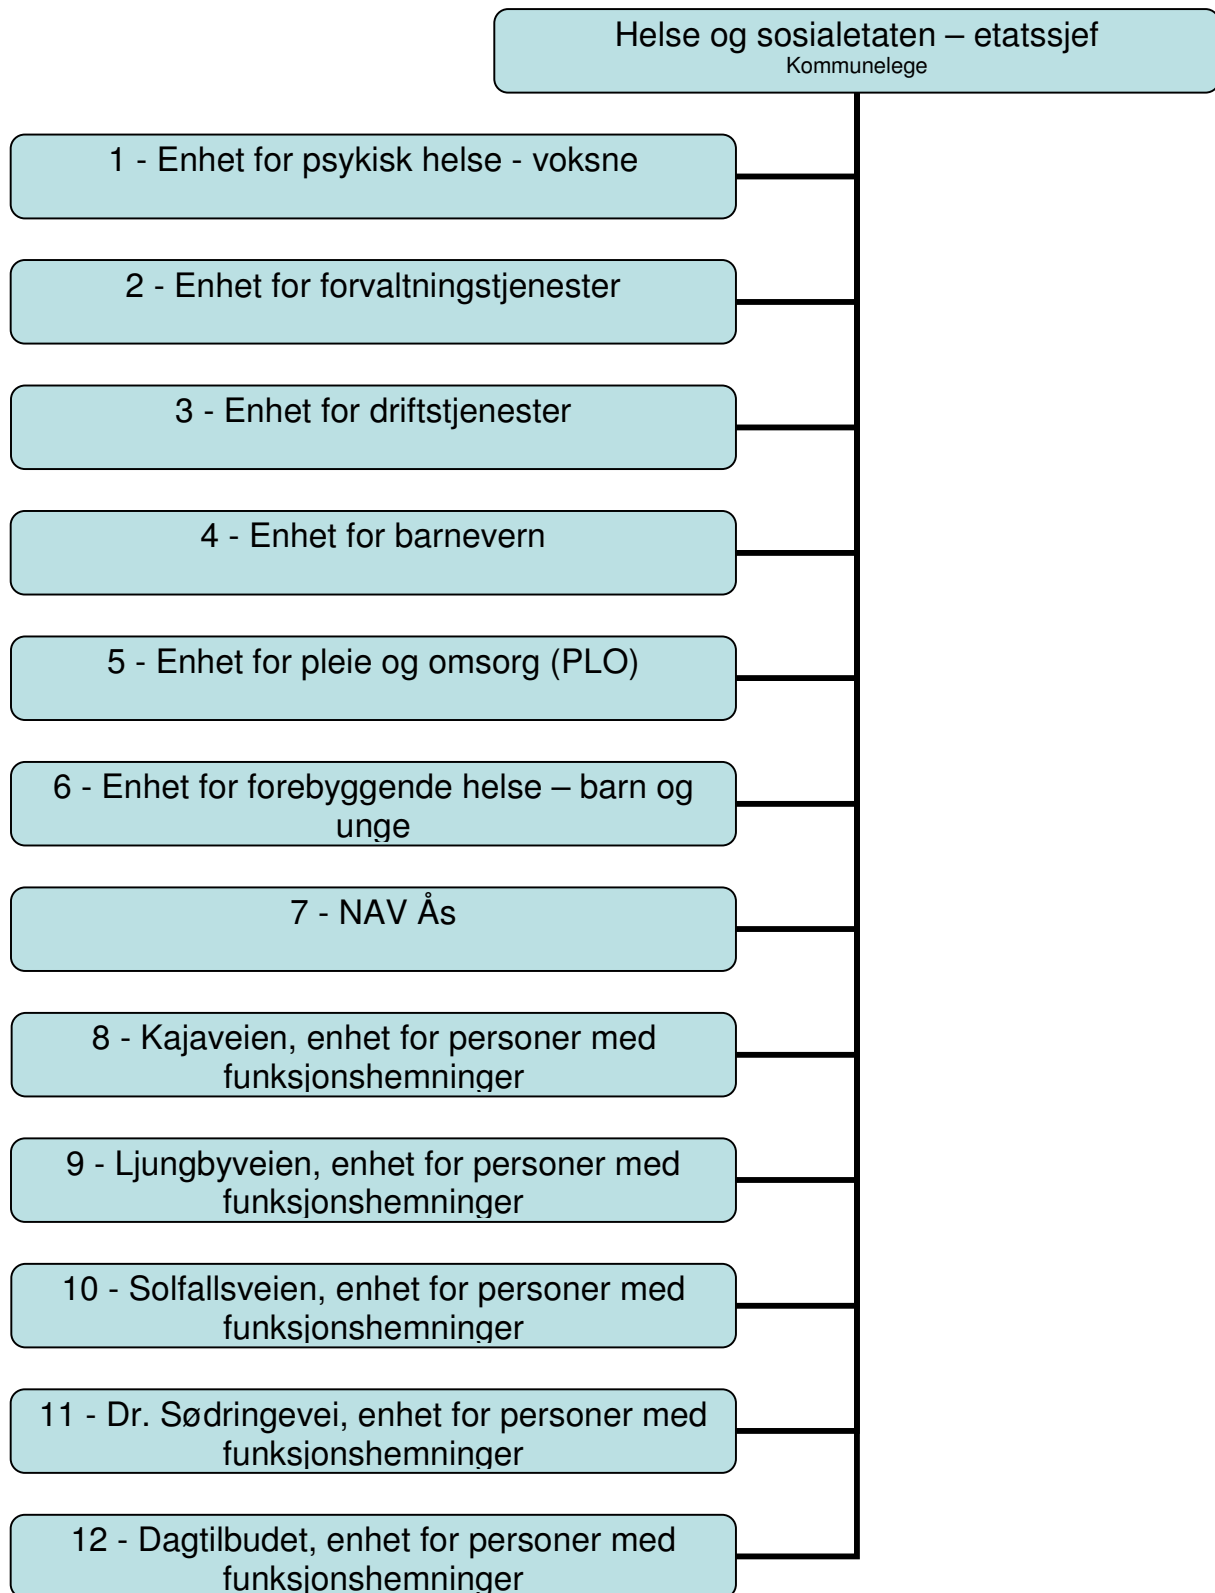 Helse og sosialetaten – etatssjef
Kommunelege
1 - Enhet for psykisk helse - voksne
2 - Enhet for forvaltningstjenester
3 - Enhet for driftstjenester
4 - Enhet for barnevern
5 - Enhet for pleie og omsorg (PLO)
6 - Enhet for forebyggende helse – barn og
unge
7 - NAV Ås
8 - Kajaveien, enhet for personer med
funksjonshemninger
9 - Ljungbyveien, enhet for personer med
funksjonshemninger
10 - Solfallsveien, enhet for personer med
funksjonshemninger
11 - Dr. Sødringevei, enhet for personer med
funksjonshemninger
12 - Dagtilbudet, enhet for personer med
funksjonshemninger